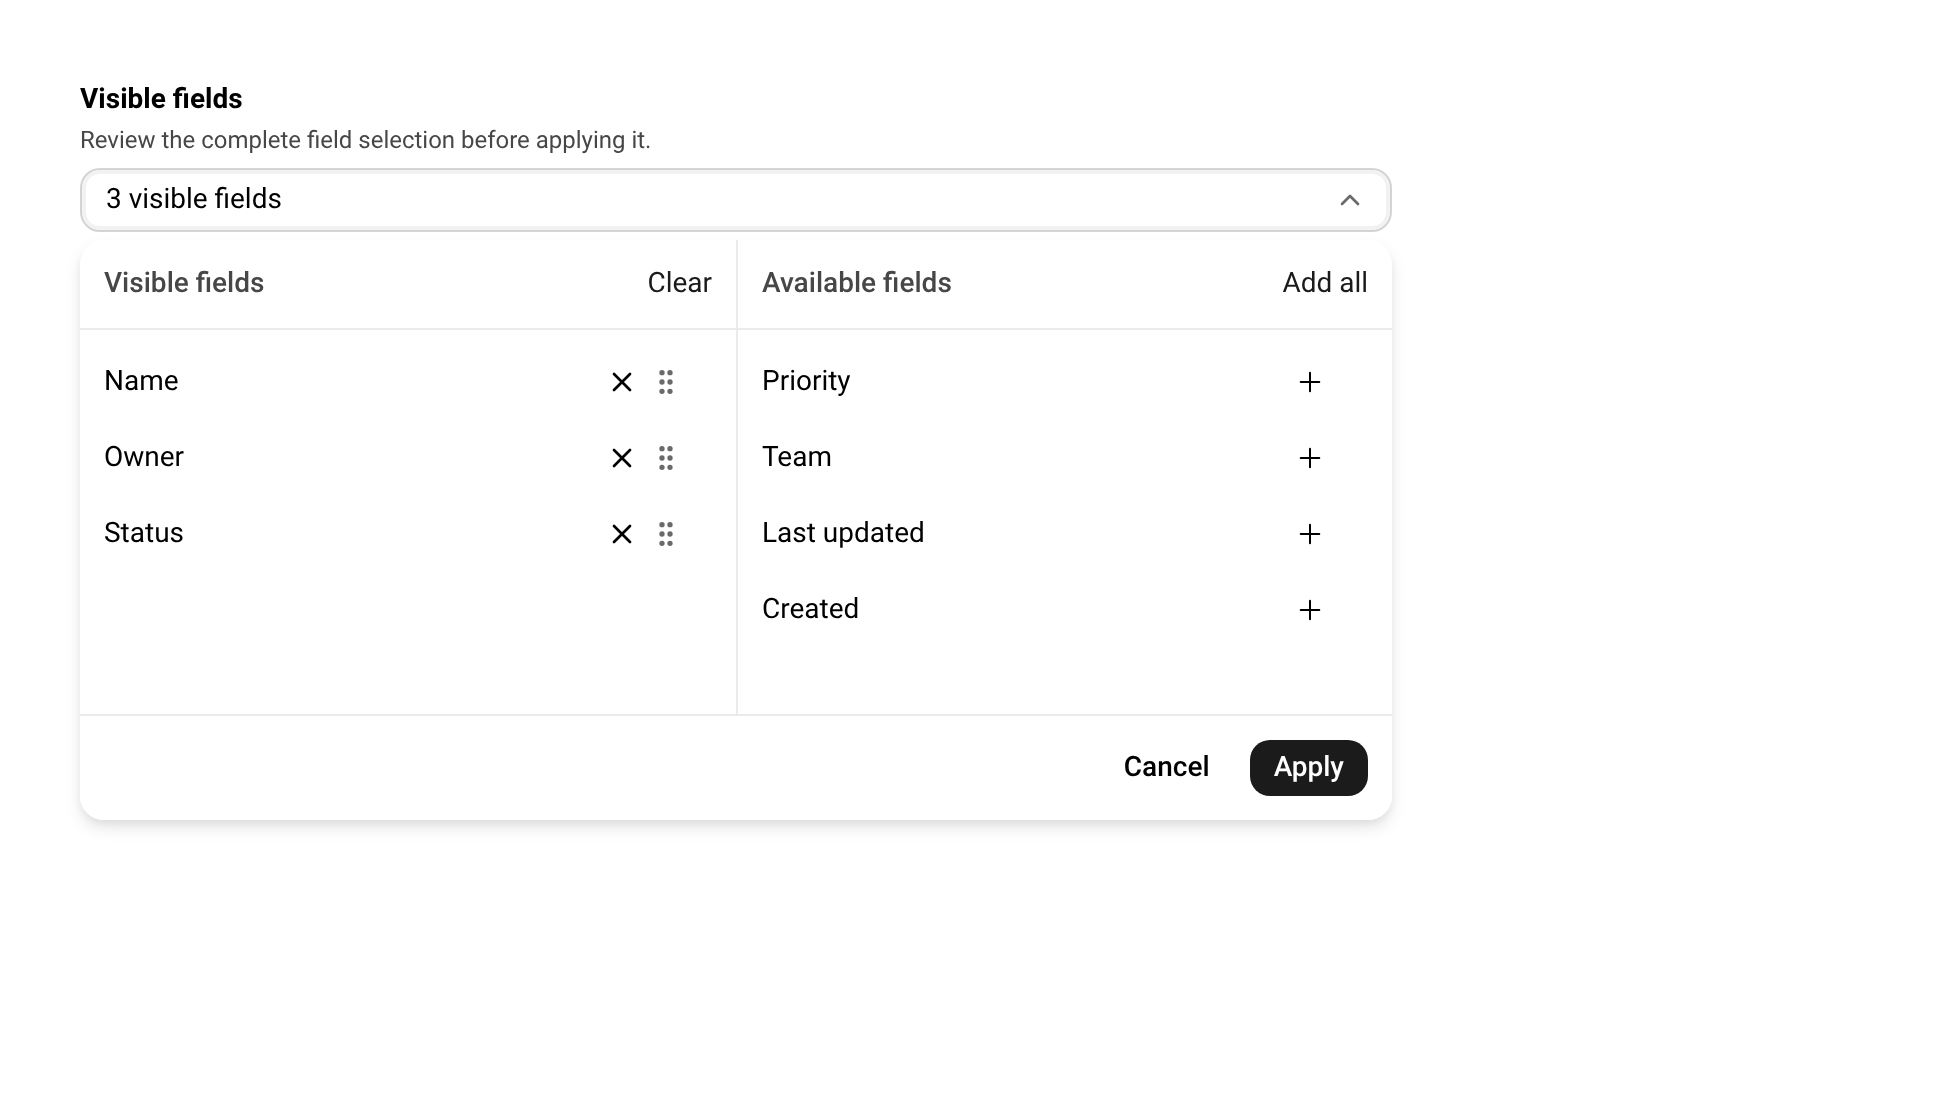 Visible fields
Review the complete field selection before applying it.
3 visible fields
Visible fields
Clear
Name
Owner
Status
Available fields
Add all
Priority
Team
Last updated
Created
Cancel
Apply